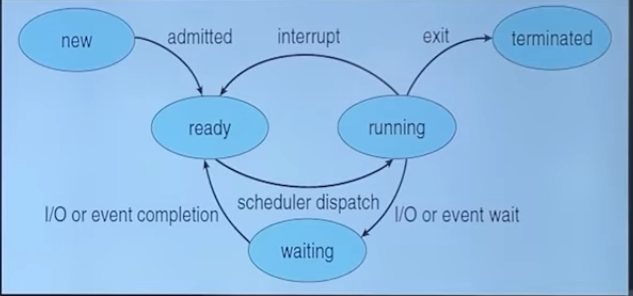 new
admitted
interrupt
exit
terminated
ready
running
scheduler dispatch
I/O or event completion
I/O or event wait
waiting